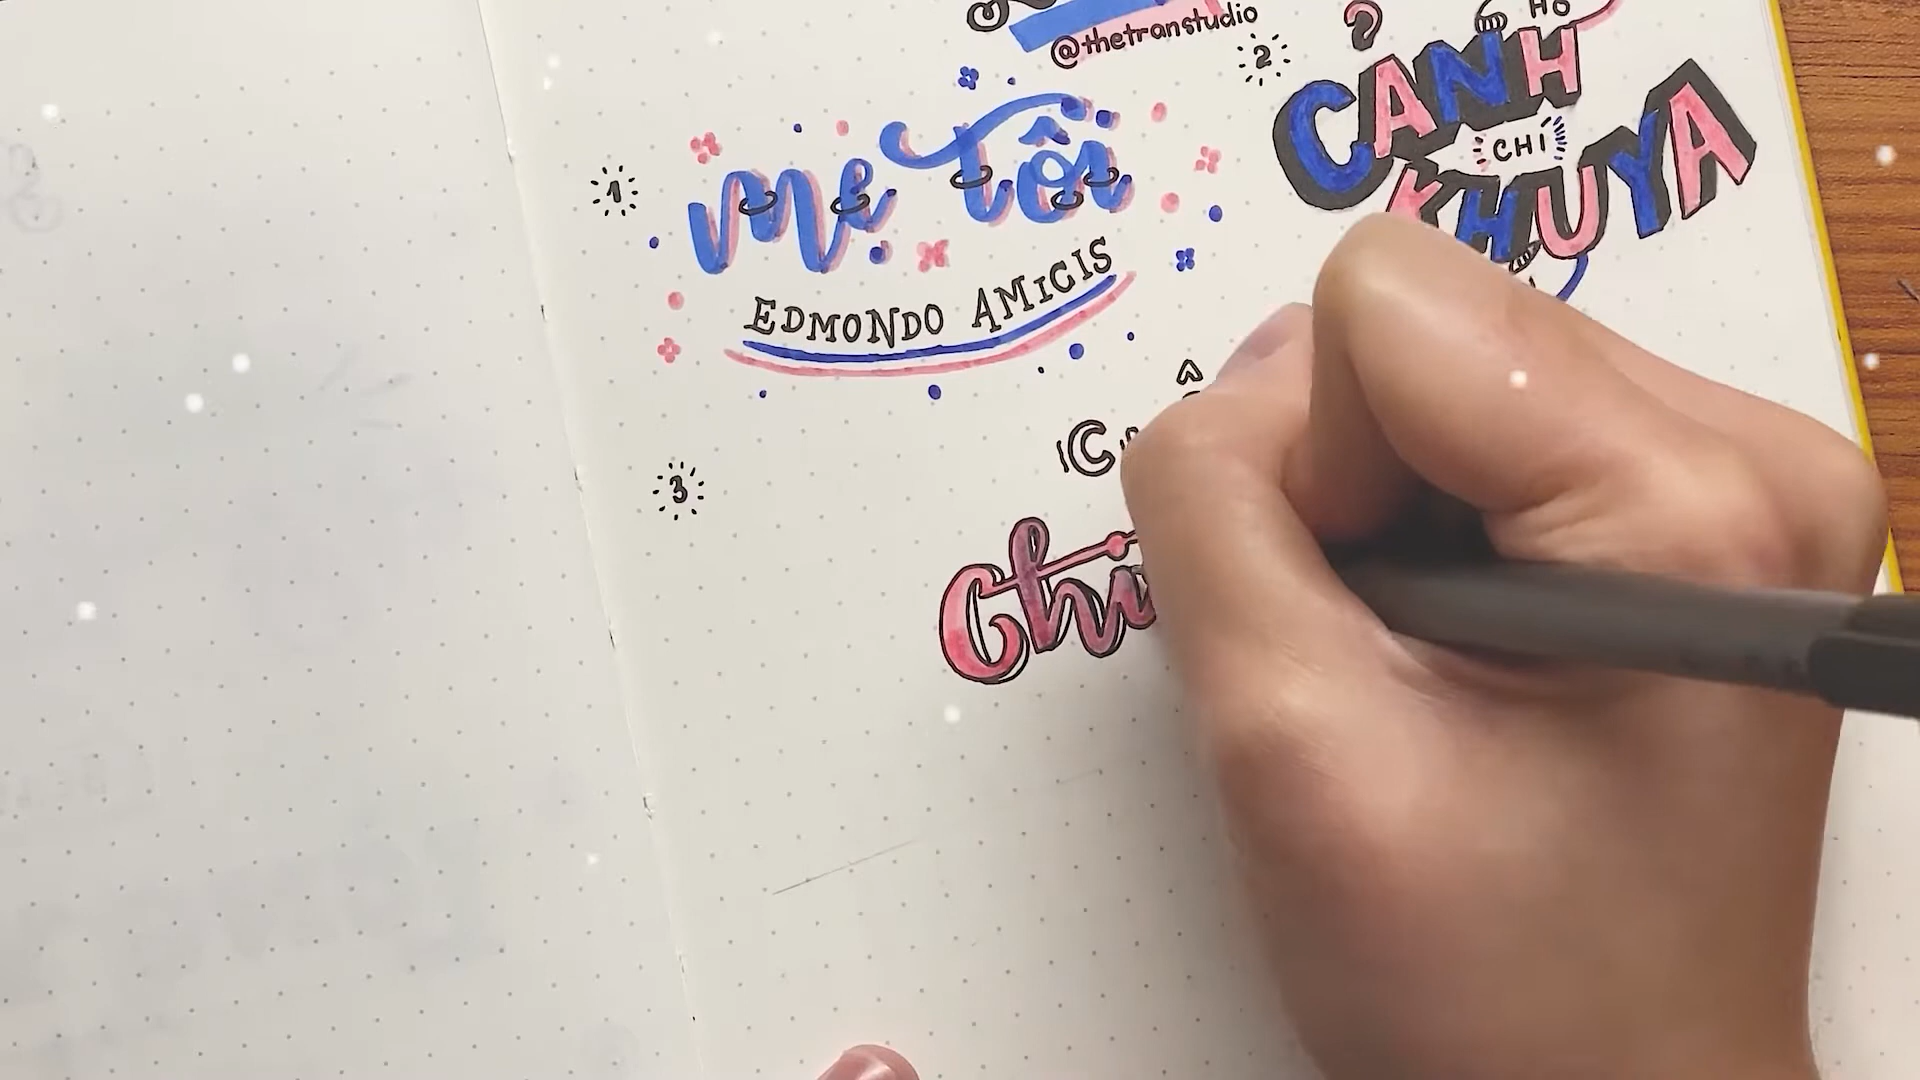 @thetranstudio
1
mẹ tôi
EDMONDO AMICIS
2
HỒ
CẢNH
CHÍ
KHUYA
3